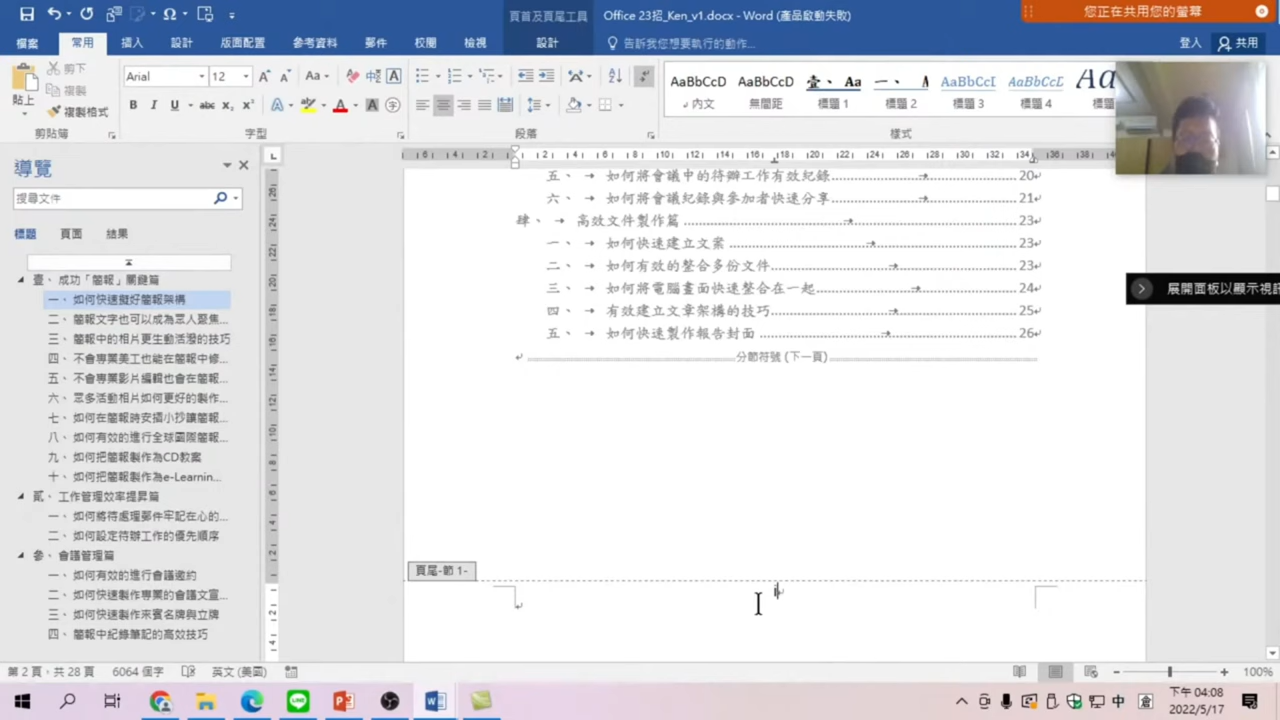 頁首及頁尾工具
Office 23招_Ken_v1.docx - Word (產品啟動失敗)
您正在共用您的螢幕
檔案 常用 插入 設計 版面配置 參考資料 郵件 校閱 檢視 設計 告訴我您想要執行的動作... 登入 共用
貼上 剪下 複製 複製格式
Arial 12
AaBbCcD 內文
AaBbCcD 無間距
壹、 Aa 標題 1
一、 標題 2
AaBbCcD 標題 3
AaBbCcD 標題 4
剪貼簿 字型 段落 樣式
導覽
搜尋文件
標題 頁面 結果
壹、 成功「簡報」關鍵篇
一、 如何快速擬好簡報架構
二、 簡報文字也可以成為眾人聚焦...
三、 簡報中的相片更生動活潑的技巧
四、 不會專業美工也能在簡報中修...
五、 不會專業影片編輯也會在簡報...
六、 眾多活動相片如何更好的製作...
七、 如何在簡報時安插小抄讓簡報...
八、 如何有效的進行全球國際簡報...
九、 如何把簡報製作為CD教案
十、 如何把簡報製作為e-Learnin...
貳、 工作管理效率提昇篇
一、 如何將待處理郵件牢記在心的...
二、 如何設定待辦工作的優先順序
參、 會議管理篇
一、 如何有效的進行會議邀約
二、 如何快速製作專業的會議文宣...
三、 如何快速製作來賓名牌與立牌
四、 簡報中紀錄筆記的高效技巧
五、 → 如何將會議中的待辦工作有效紀錄 → 20
六、 → 如何將會議紀錄與參加者快速分享 → 21
肆、 → 高效文件製作篇 → 23
一、 → 如何快速建立文案 → 23
二、 → 如何有效的整合多份文件 → 23
三、 → 如何將電腦畫面快速整合在一起 → 24
四、 → 有效建立文章架構的技巧 → 25
五、 → 如何快速製作報告封面 → 26
分節符號 (下一頁)
展開面板以顯示視訊
頁尾-節 1-
i
第 2 頁，共 28 頁 6064 個字 英文 (美國) 100%
中 下午 04:08
2022/5/17